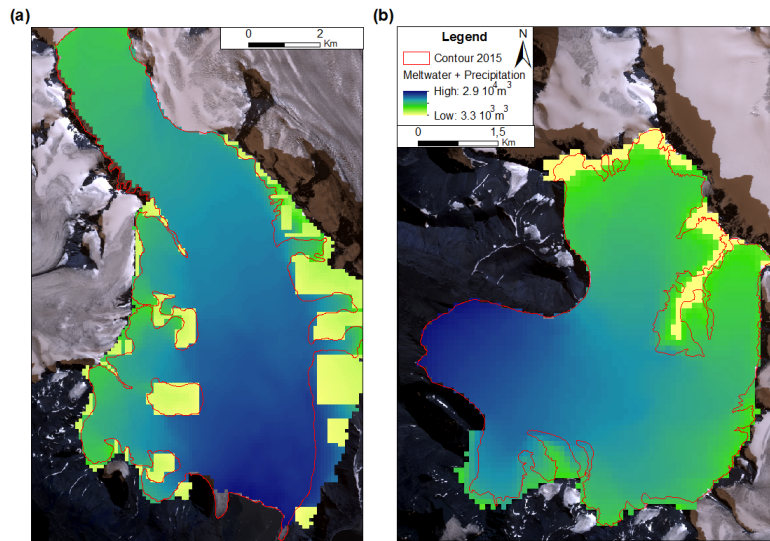 (a)
0 2
Km
(b)
Legend
N
Contour 2015
Meltwater + Precipitation
High: 2.9 10⁴m³
Low: 3.3 10³m³
0 1,5
Km